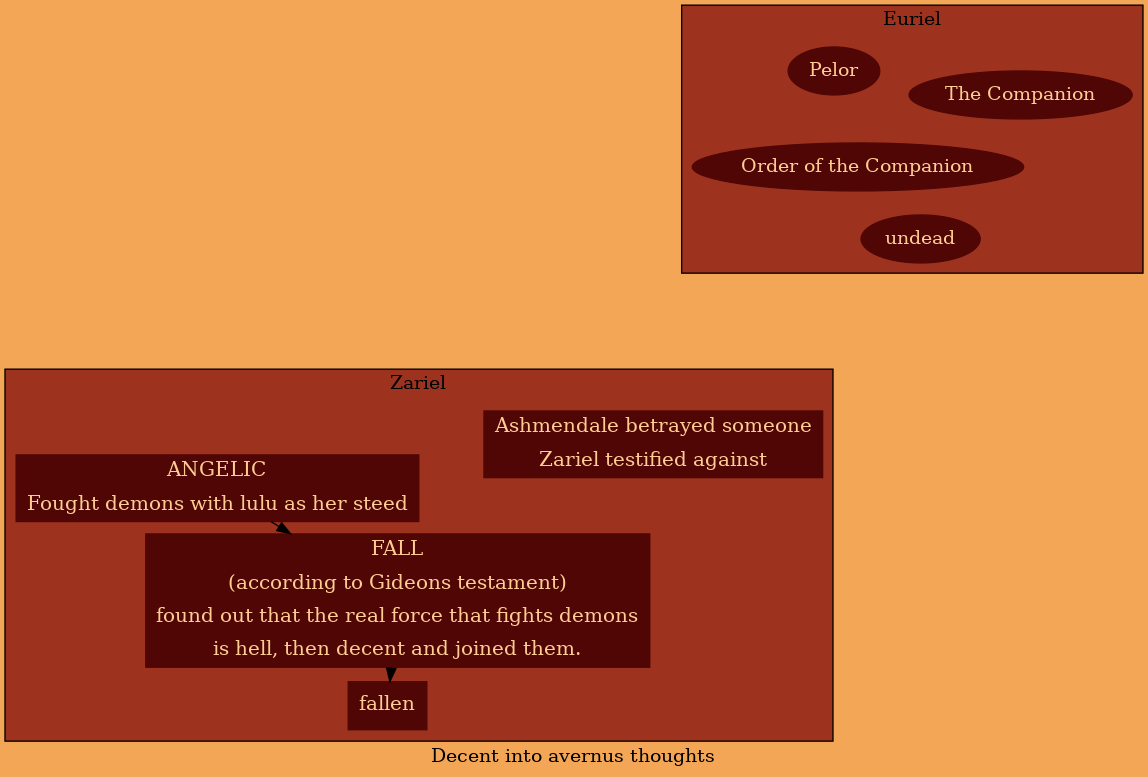 Euriel
Pelor
The Companion
Order of the Companion
undead
Zariel
Ashmendale betrayed someone
Zariel testified against
ANGELIC
Fought demons with lulu as her steed
FALL
(according to Gideons testament)
found out that the real force that fights demons
is hell, then decent and joined them.
fallen
Decent into avernus thoughts